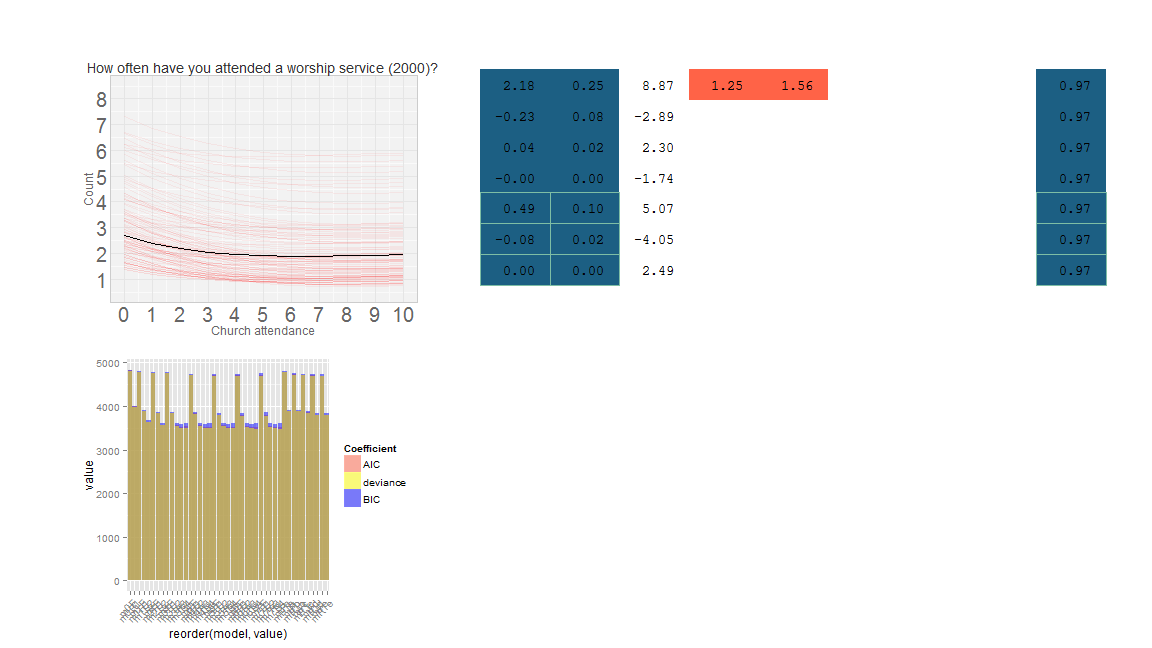 How often have you attended a worship service (2000)?
8
7
6
5
4
3
2
1
Count
0 1 2 3 4 5 6 7 8 9 10
Church attendance
2.18 0.25 8.87 1.25 1.56 0.97
-0.23 0.08 -2.89 0.97
0.04 0.02 2.30 0.97
-0.00 0.00 -1.74 0.97
0.49 0.10 5.07 0.97
-0.08 0.02 -4.05 0.97
0.00 0.00 2.49 0.97
5000
4000
3000
2000
1000
0
value
reorder(model, value)
Coefficient
AIC
deviance
BIC